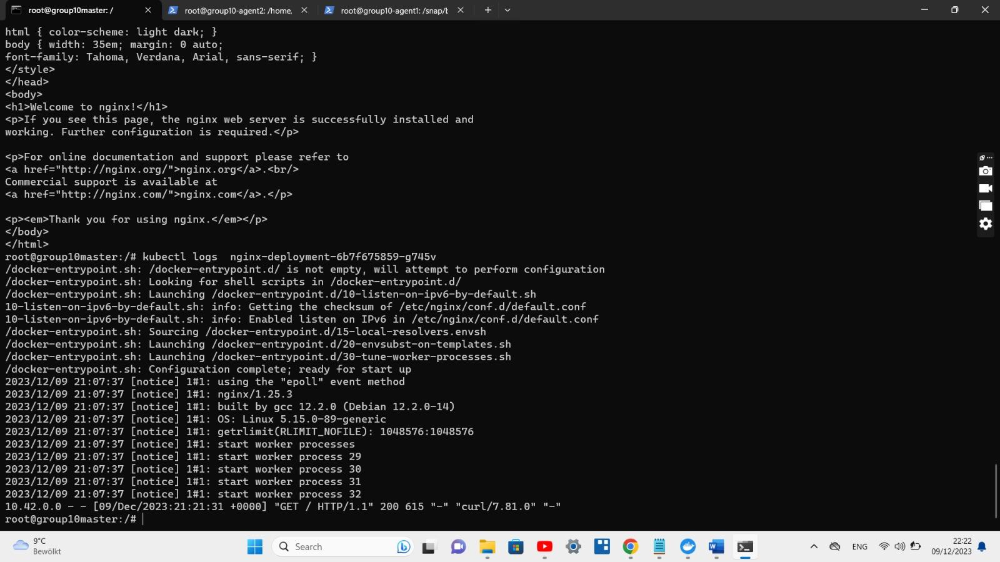 root@group10master: /
root@group10-agent2: /home,
root@group10-agent1: /snap/b
html { color-scheme: light dark; }
body { width: 35em; margin: 0 auto;
font-family: Tahoma, Verdana, Arial, sans-serif; }
</style>
</head>
<body>
<h1>Welcome to nginx!</h1>
<p>If you see this page, the nginx web server is successfully installed and
working. Further configuration is required.</p>
<p>For online documentation and support please refer to
<a href="http://nginx.org/">nginx.org</a>.<br/>
Commercial support is available at
<a href="http://nginx.com/">nginx.com</a>.</p>
<p><em>Thank you for using nginx.</em></p>
</body>
</html>
root@group10master:/# kubectl logs  nginx-deployment-6b7f675859-g745v
/docker-entrypoint.sh: /docker-entrypoint.d/ is not empty, will attempt to perform configuration
/docker-entrypoint.sh: Looking for shell scripts in /docker-entrypoint.d/
/docker-entrypoint.sh: Launching /docker-entrypoint.d/10-listen-on-ipv6-by-default.sh
10-listen-on-ipv6-by-default.sh: info: Getting the checksum of /etc/nginx/conf.d/default.conf
10-listen-on-ipv6-by-default.sh: info: Enabled listen on IPv6 in /etc/nginx/conf.d/default.conf
/docker-entrypoint.sh: Sourcing /docker-entrypoint.d/15-local-resolvers.envsh
/docker-entrypoint.sh: Launching /docker-entrypoint.d/20-envsubst-on-templates.sh
/docker-entrypoint.sh: Launching /docker-entrypoint.d/30-tune-worker-processes.sh
/docker-entrypoint.sh: Configuration complete; ready for start up
2023/12/09 21:07:37 [notice] 1#1: using the "epoll" event method
2023/12/09 21:07:37 [notice] 1#1: nginx/1.25.3
2023/12/09 21:07:37 [notice] 1#1: built by gcc 12.2.0 (Debian 12.2.0-14)
2023/12/09 21:07:37 [notice] 1#1: OS: Linux 5.15.0-89-generic
2023/12/09 21:07:37 [notice] 1#1: getrlimit(RLIMIT_NOFILE): 1048576:1048576
2023/12/09 21:07:37 [notice] 1#1: start worker processes
2023/12/09 21:07:37 [notice] 1#1: start worker process 29
2023/12/09 21:07:37 [notice] 1#1: start worker process 30
2023/12/09 21:07:37 [notice] 1#1: start worker process 31
2023/12/09 21:07:37 [notice] 1#1: start worker process 32
10.42.0.0 - - [09/Dec/2023:21:21:31 +0000] "GET / HTTP/1.1" 200 615 "-" "curl/7.81.0" "-"
root@group10master:/#
9°C
Bewölkt
Search
ENG
22:22
09/12/2023